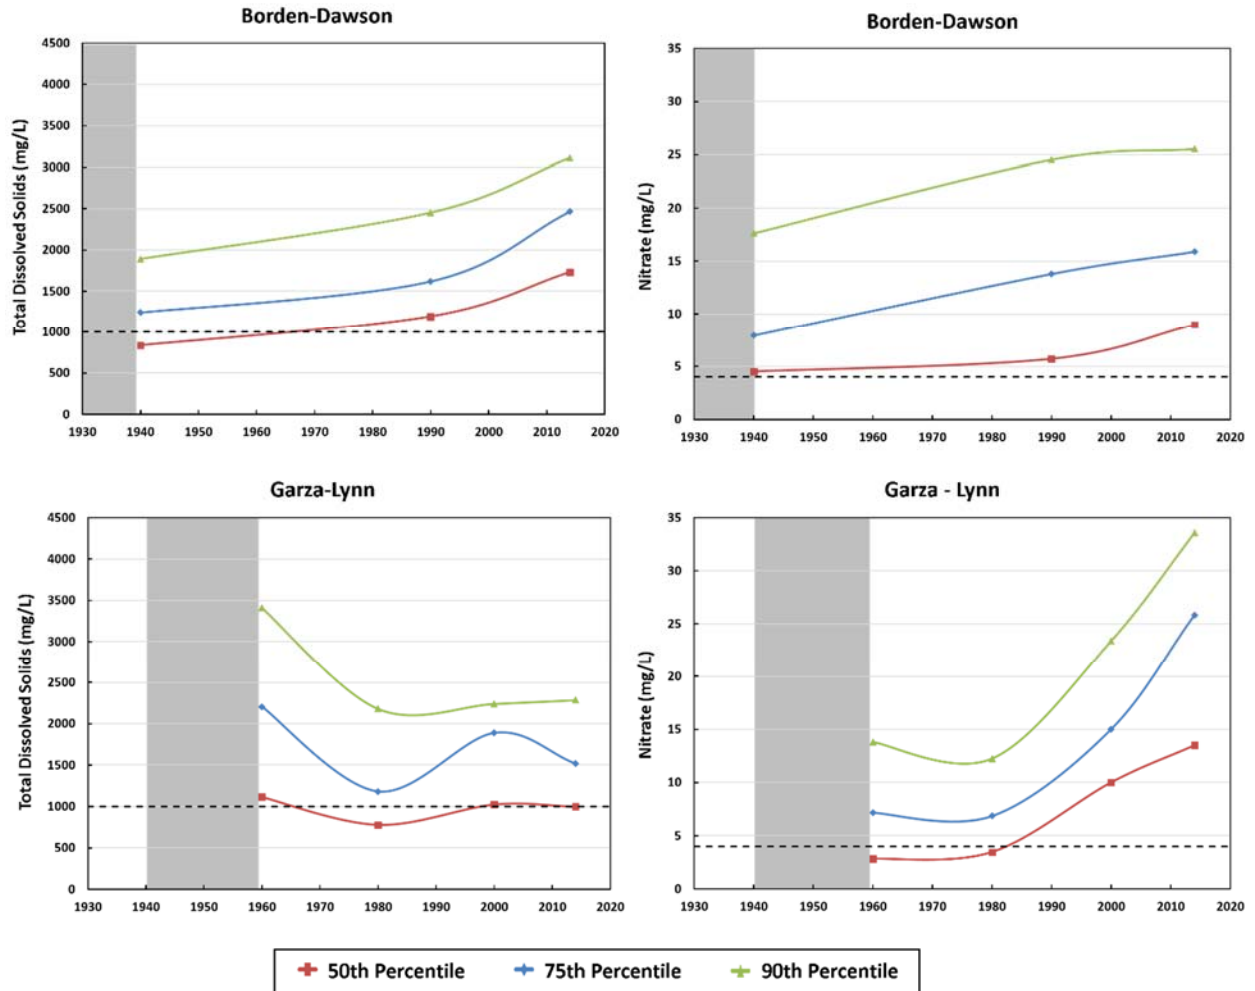 Borden-Dawson
Total Dissolved Solids (mg/L)
4500
4000
3500
3000
2500
2000
1500
1000
500
0
1930 1940 1950 1960 1970 1980 1990 2000 2010 2020
Borden-Dawson
Nitrate (mg/L)
35
30
25
20
15
10
5
0
1930 1940 1950 1960 1970 1980 1990 2000 2010 2020
Garza-Lynn
Total Dissolved Solids (mg/L)
4500
4000
3500
3000
2500
2000
1500
1000
500
0
1930 1940 1950 1960 1970 1980 1990 2000 2010 2020
Garza - Lynn
Nitrate (mg/L)
35
30
25
20
15
10
5
0
1930 1940 1950 1960 1970 1980 1990 2000 2010 2020
50th Percentile 75th Percentile 90th Percentile